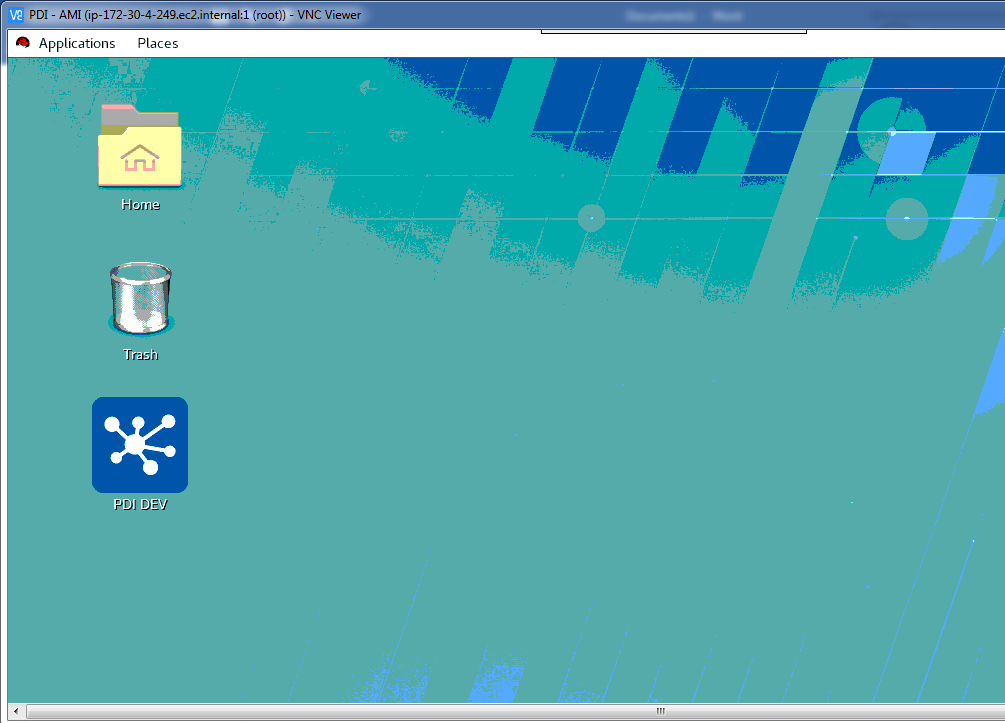 PDI - AMI (ip-172-30-4-249.ec2.internal:1 (root)) - VNC Viewer
Applications Places
Home
Trash
PDI DEV